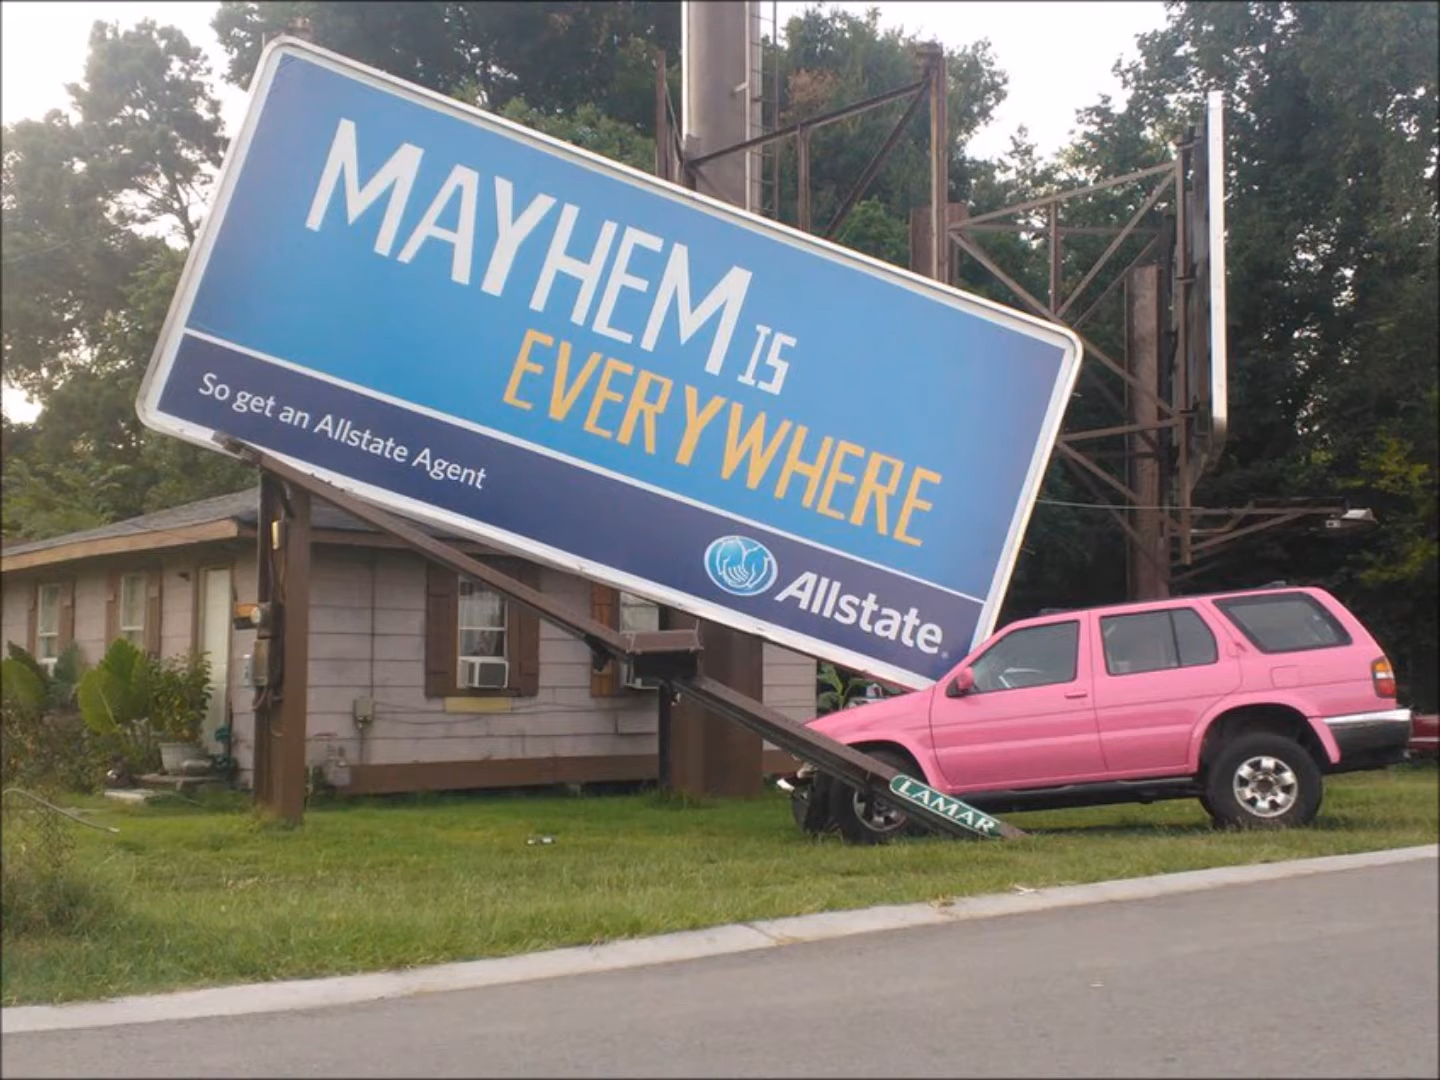 MAYHEM IS
EVERYWHERE
So get an Allstate Agent
Allstate
LAMAR